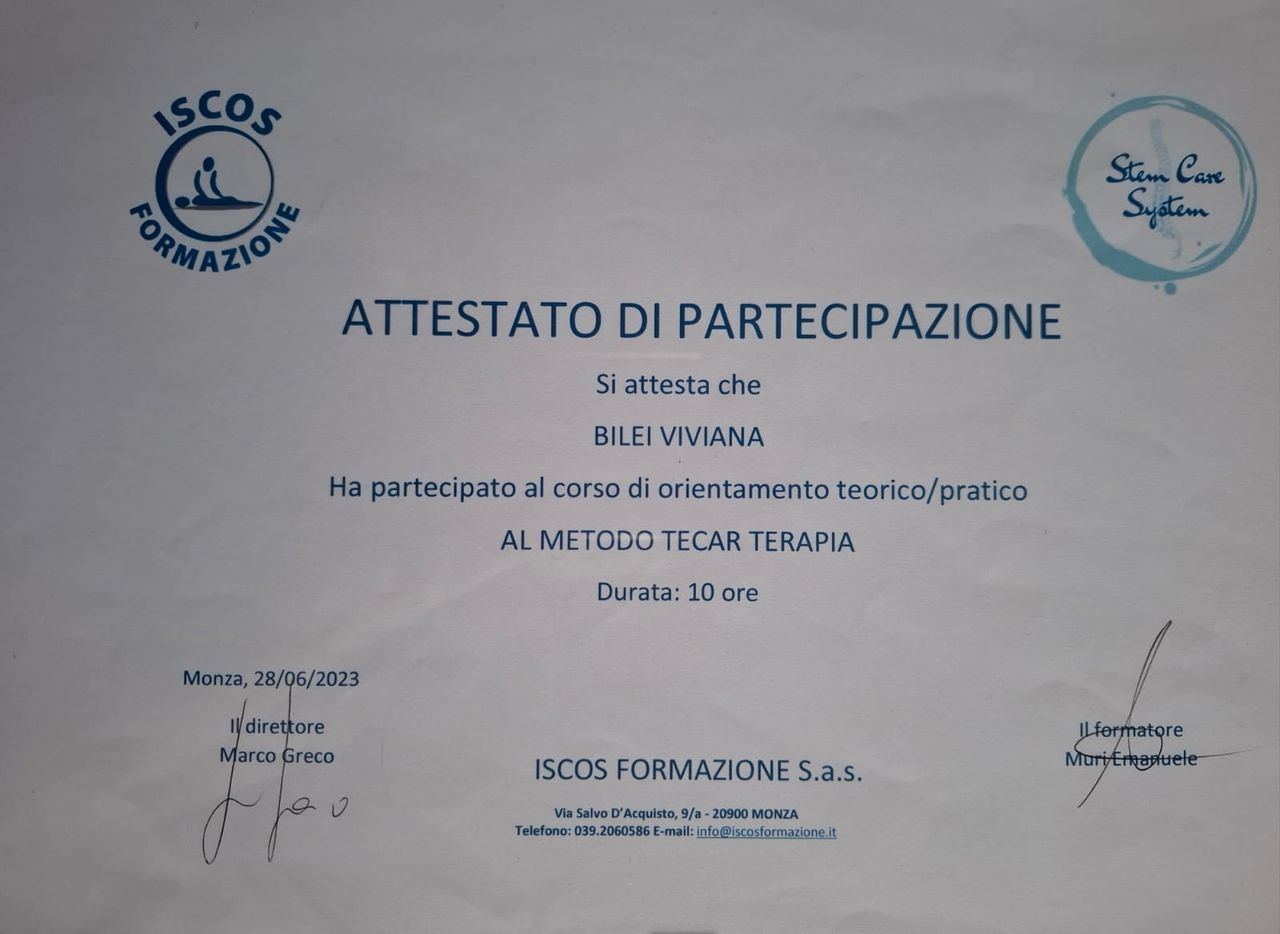 ISCOS
FORMAZIONE
Stem Care
System
ATTESTATO DI PARTECIPAZIONE
Si attesta che
BILEI VIVIANA
Ha partecipato al corso di orientamento teorico/pratico
AL METODO TECAR TERAPIA
Durata: 10 ore
Monza, 28/06/2023
Il direttore
Marco Greco
Il formatore
Muri Emanuele
ISCOS FORMAZIONE S.a.s.
Via Salvo D'Acquisto, 9/a - 20900 MONZA
Telefono: 039.2060586 E-mail: info@iscosformazione.it